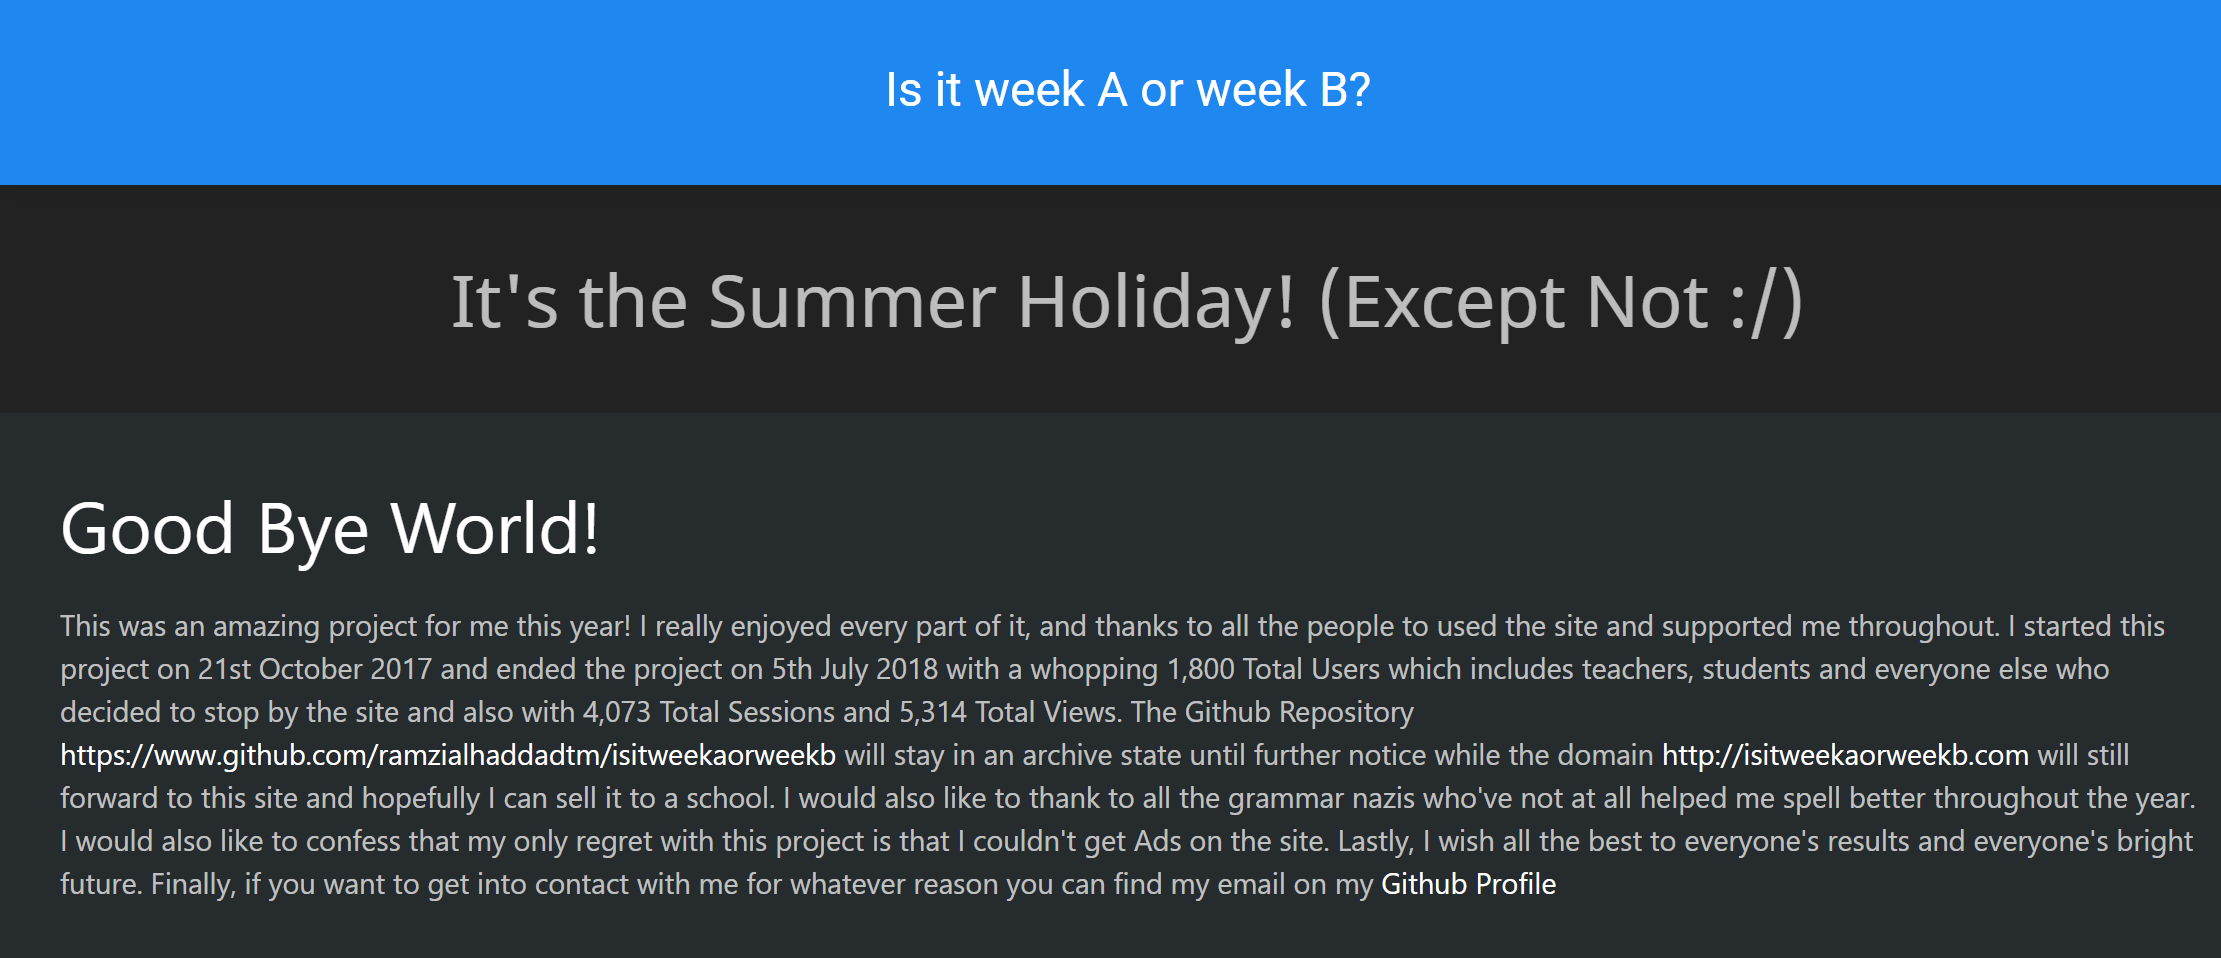 Is it week A or week B?
It's the Summer Holiday! (Except Not :/)
Good Bye World!
This was an amazing project for me this year! I really enjoyed every part of it, and thanks to all the people to used the site and supported me throughout. I started this
project on 21st October 2017 and ended the project on 5th July 2018 with a whopping 1,800 Total Users which includes teachers, students and everyone else who
decided to stop by the site and also with 4,073 Total Sessions and 5,314 Total Views. The Github Repository
https://www.github.com/ramzialhaddadtm/isitweekaorweekb will stay in an archive state until further notice while the domain http://isitweekaorweekb.com will still
forward to this site and hopefully I can sell it to a school. I would also like to thank to all the grammar nazis who've not at all helped me spell better throughout the year.
I would also like to confess that my only regret with this project is that I couldn't get Ads on the site. Lastly, I wish all the best to everyone's results and everyone's bright
future. Finally, if you want to get into contact with me for whatever reason you can find my email on my Github Profile